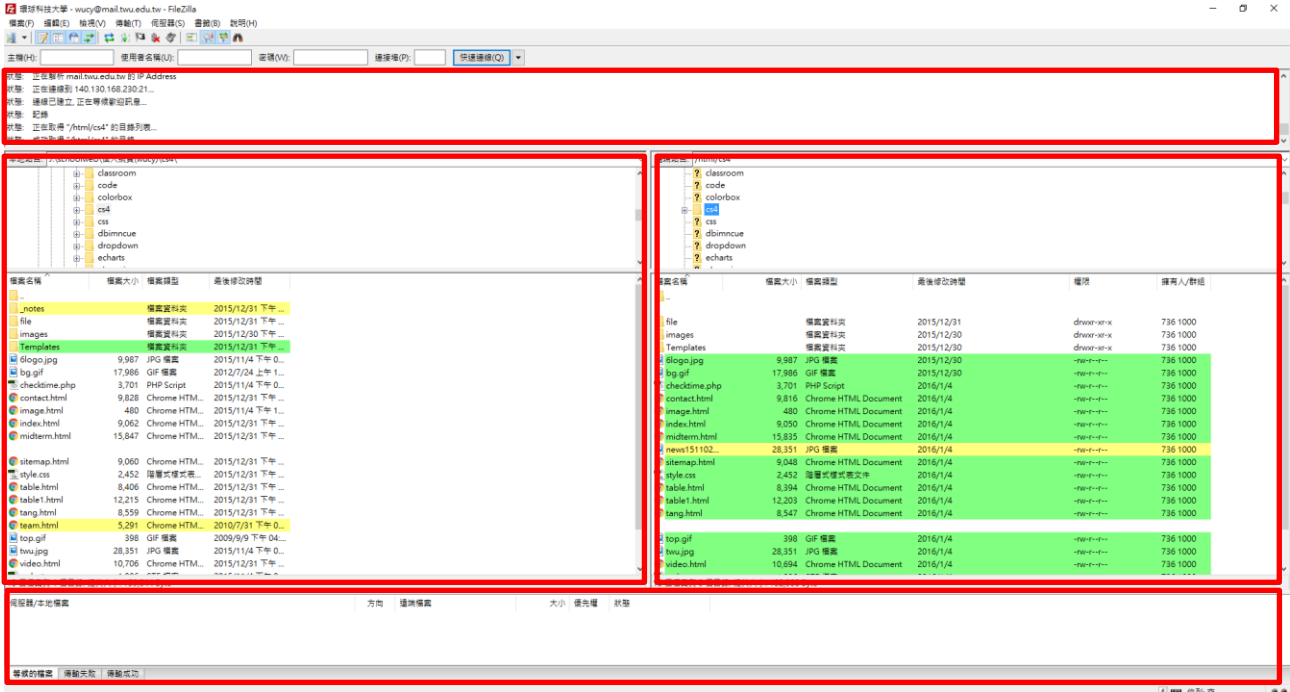 環球科技大學 - wucy@mail.twu.edu.tw - FileZilla
檔案(F) 編輯(E) 檢視(V) 傳輸(T) 伺服器(S) 書籤(B) 說明(H)
主機(H): 使用者名稱(U): 密碼(W): 連接埠(P): 快速連線(Q)
狀態: 正在解析 mail.twu.edu.tw 的 IP Address
狀態: 正在連線到 140.130.168.230:21...
狀態: 連線已建立, 正在等候歡迎訊息...
狀態: 記錄
狀態: 正在取得 "/html/cs4" 的目錄列表...
狀態: 成功取得 "/html/cs4" 的目錄
/html/cs4
classroom
code
colorbox
cs4
css
dbimncue
dropdown
echarts
? classroom
? code
? colorbox
cs4
? css
? dbimncue
? dropdown
? echarts
檔案名稱 檔案大小 檔案類型 最後修改時間
..
_notes 檔案資料夾 2015/12/31 下午 ...
file 檔案資料夾 2015/12/31 下午 ...
images 檔案資料夾 2015/12/30 下午 ...
Templates 檔案資料夾 2015/12/31 下午 ...
6logo.jpg 9,987 JPG 檔案 2015/11/4 下午 0...
bg.gif 17,986 GIF 檔案 2012/7/24 上午 1...
checktime.php 3,701 PHP Script 2015/11/4 下午 0...
contact.html 9,828 Chrome HTM... 2015/12/31 下午 ...
image.html 480 Chrome HTM... 2015/11/4 下午 1...
index.html 9,062 Chrome HTM... 2015/12/31 下午 ...
midterm.html 15,847 Chrome HTM... 2015/12/31 下午 ...
sitemap.html 9,060 Chrome HTM... 2015/12/31 下午 ...
style.css 2,452 階層式樣式表... 2015/12/31 下午 ...
table.html 8,406 Chrome HTM... 2015/12/31 下午 ...
table1.html 12,215 Chrome HTM... 2015/12/31 下午 ...
tang.html 8,559 Chrome HTM... 2015/12/31 下午 ...
team.html 5,291 Chrome HTM... 2010/7/31 下午 0...
top.gif 398 GIF 檔案 2009/9/9 下午 04:...
twu.jpg 28,351 JPG 檔案 2015/11/4 下午 0...
video.html 10,706 Chrome HTM... 2015/12/31 下午 ...
檔案名稱 檔案大小 檔案類型 最後修改時間 權限 擁有人/群組
..
file 檔案資料夾 2015/12/31 drwxr-xr-x 736 1000
images 檔案資料夾 2015/12/30 drwxr-xr-x 736 1000
Templates 檔案資料夾 2015/12/30 drwxr-xr-x 736 1000
6logo.jpg 9,987 JPG 檔案 2015/12/30 -rw-r--r-- 736 1000
bg.gif 17,986 GIF 檔案 2015/12/30 -rw-r--r-- 736 1000
checktime.php 3,701 PHP Script 2016/1/4 -rw-r--r-- 736 1000
contact.html 9,816 Chrome HTML Document 2016/1/4 -rw-r--r-- 736 1000
image.html 480 Chrome HTML Document 2016/1/4 -rw-r--r-- 736 1000
index.html 9,050 Chrome HTML Document 2016/1/4 -rw-r--r-- 736 1000
midterm.html 15,835 Chrome HTML Document 2016/1/4 -rw-r--r-- 736 1000
news151102... 28,351 JPG 檔案 2016/1/4 -rw-r--r-- 736 1000
sitemap.html 9,048 Chrome HTML Document 2016/1/4 -rw-r--r-- 736 1000
style.css 2,452 階層式樣式表文件 2016/1/4 -rw-r--r-- 736 1000
table.html 8,394 Chrome HTML Document 2016/1/4 -rw-r--r-- 736 1000
table1.html 12,203 Chrome HTML Document 2016/1/4 -rw-r--r-- 736 1000
tang.html 8,547 Chrome HTML Document 2016/1/4 -rw-r--r-- 736 1000
top.gif 398 GIF 檔案 2016/1/4 -rw-r--r-- 736 1000
twu.jpg 28,351 JPG 檔案 2016/1/4 -rw-r--r-- 736 1000
video.html 10,694 Chrome HTML Document 2016/1/4 -rw-r--r-- 736 1000
伺服器/本地檔案 方向 遠端檔案 大小 優先權 狀態
等候的檔案 傳輸失敗 傳輸成功